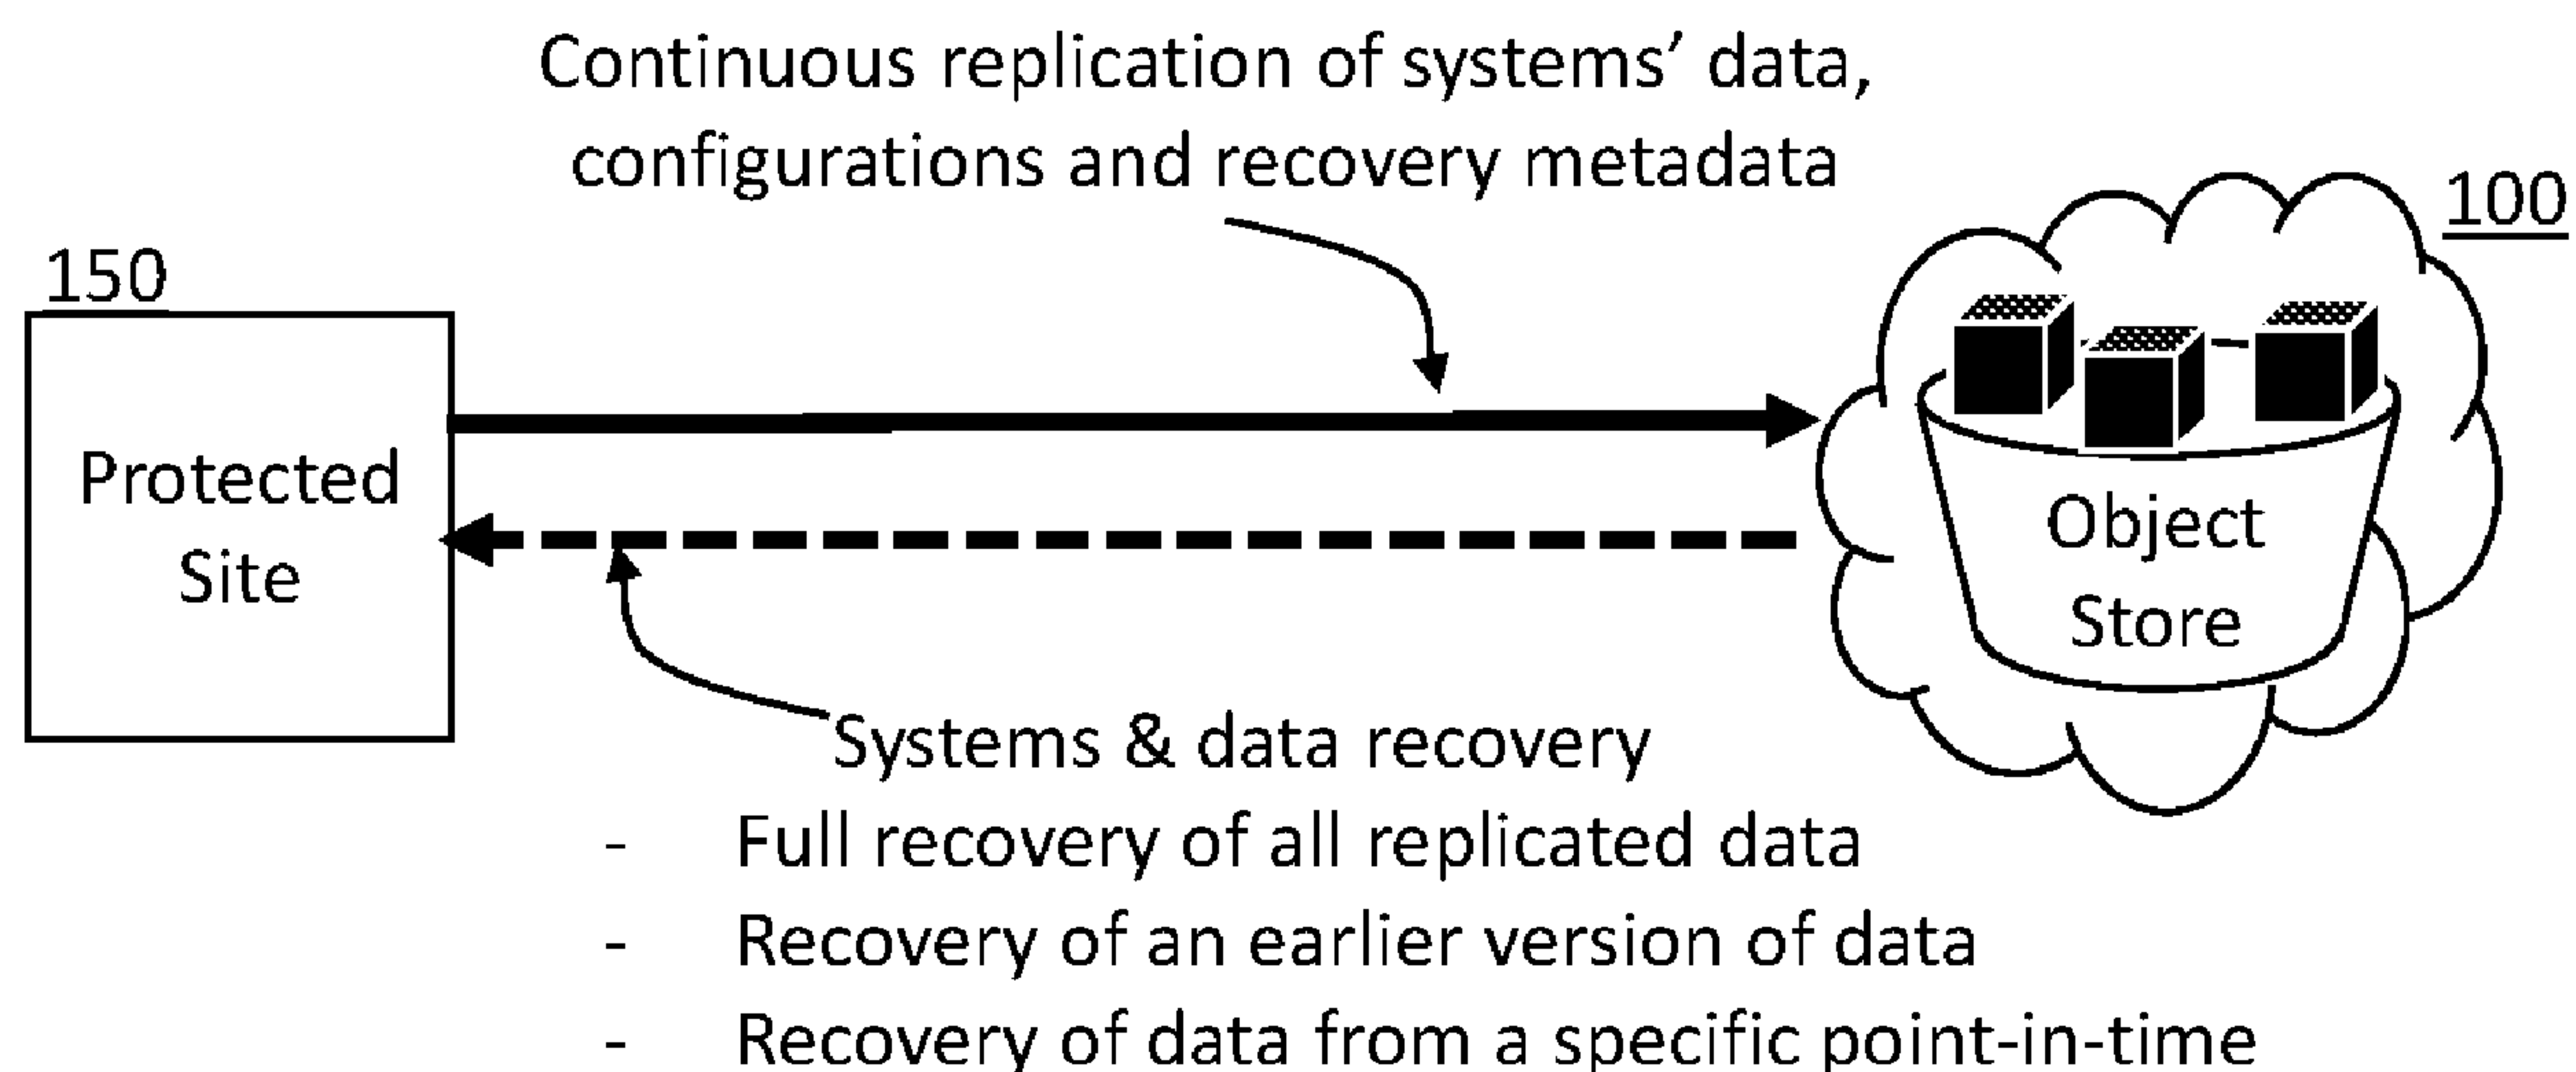 Continuous replication of systems’ data,
configurations and recovery metadata
100
150
Protected
Site
Object
Store
Systems & data recovery
- Full recovery of all replicated data
- Recovery of an earlier version of data
- Recovery of data from a specific point-in-time